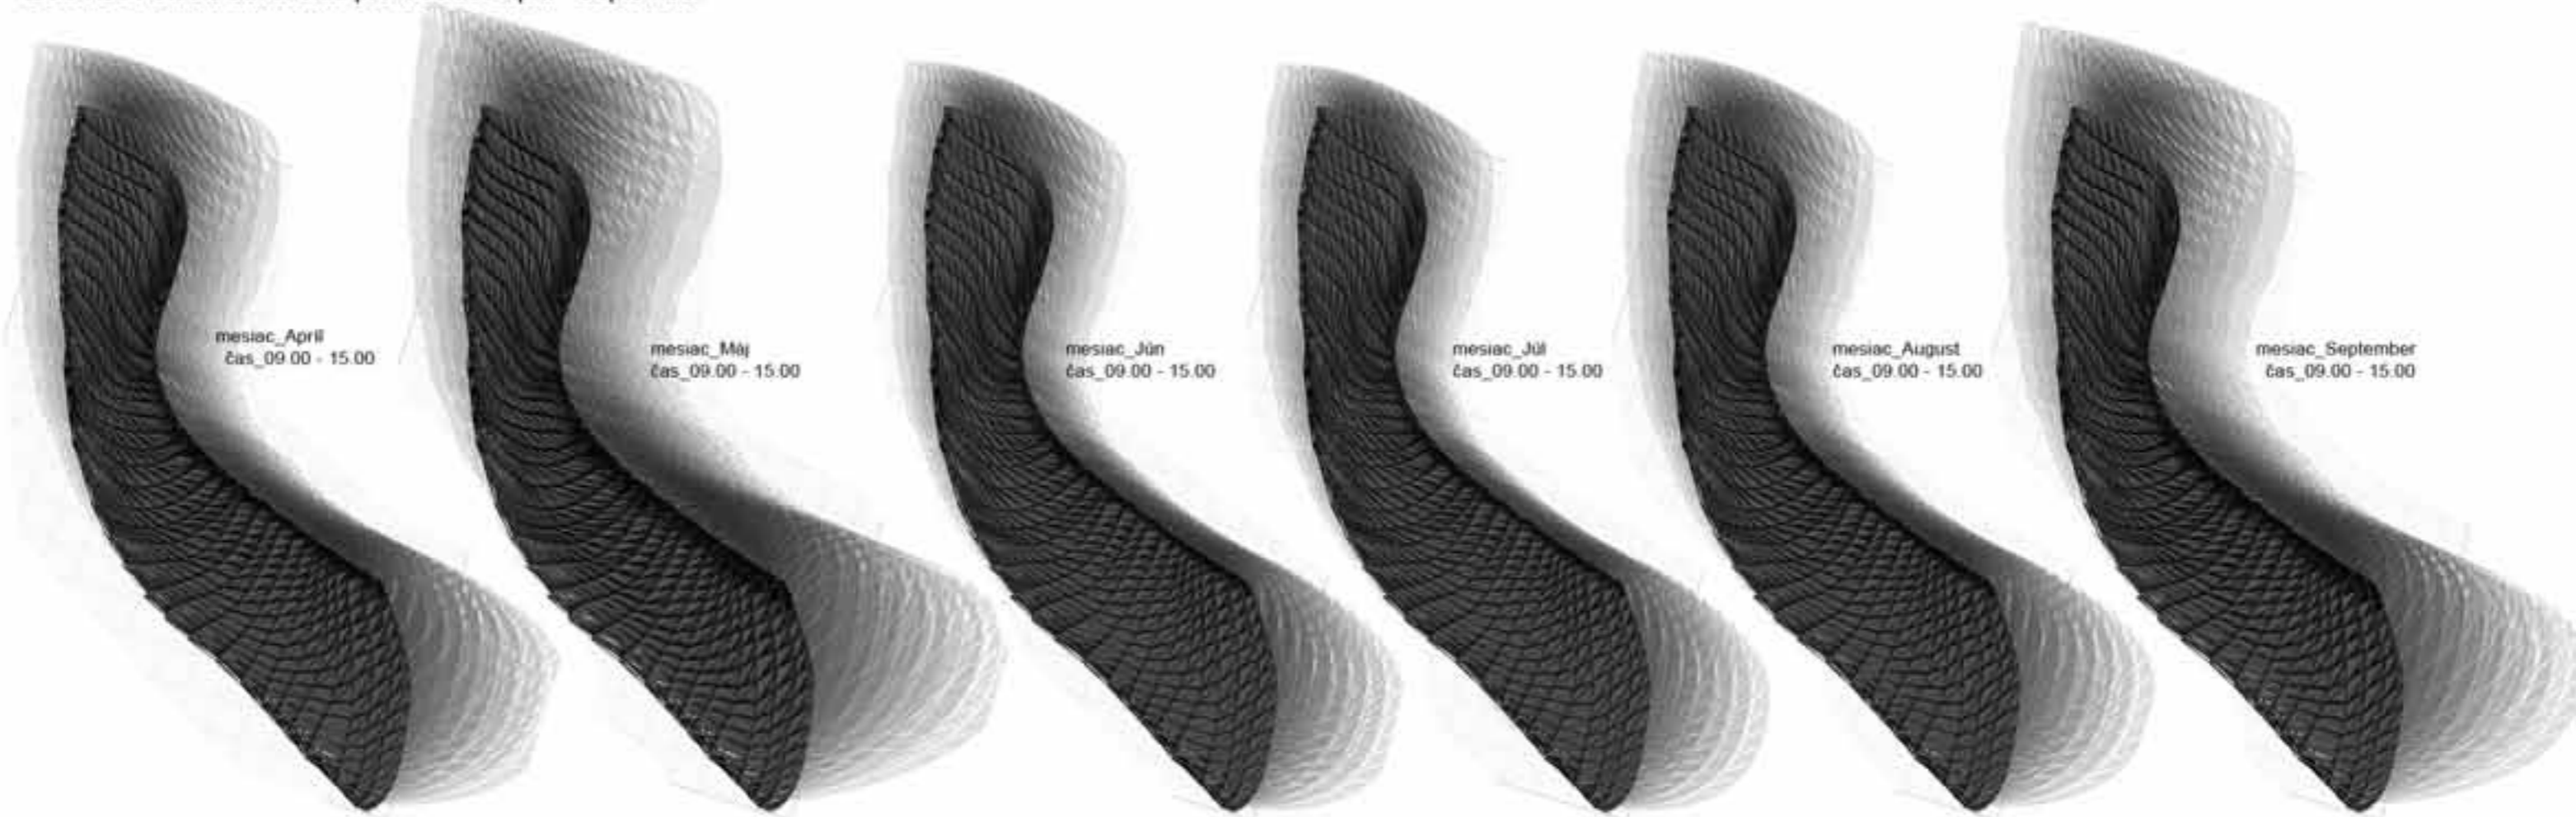 mesiac_Apríl
čas_09.00 - 15.00
mesiac_Máj
čas_09.00 - 15.00
mesiac_Jún
čas_09.00 - 15.00
mesiac_Júl
čas_09.00 - 15.00
mesiac_August
čas_09.00 - 15.00
mesiac_September
čas_09.00 - 15.00